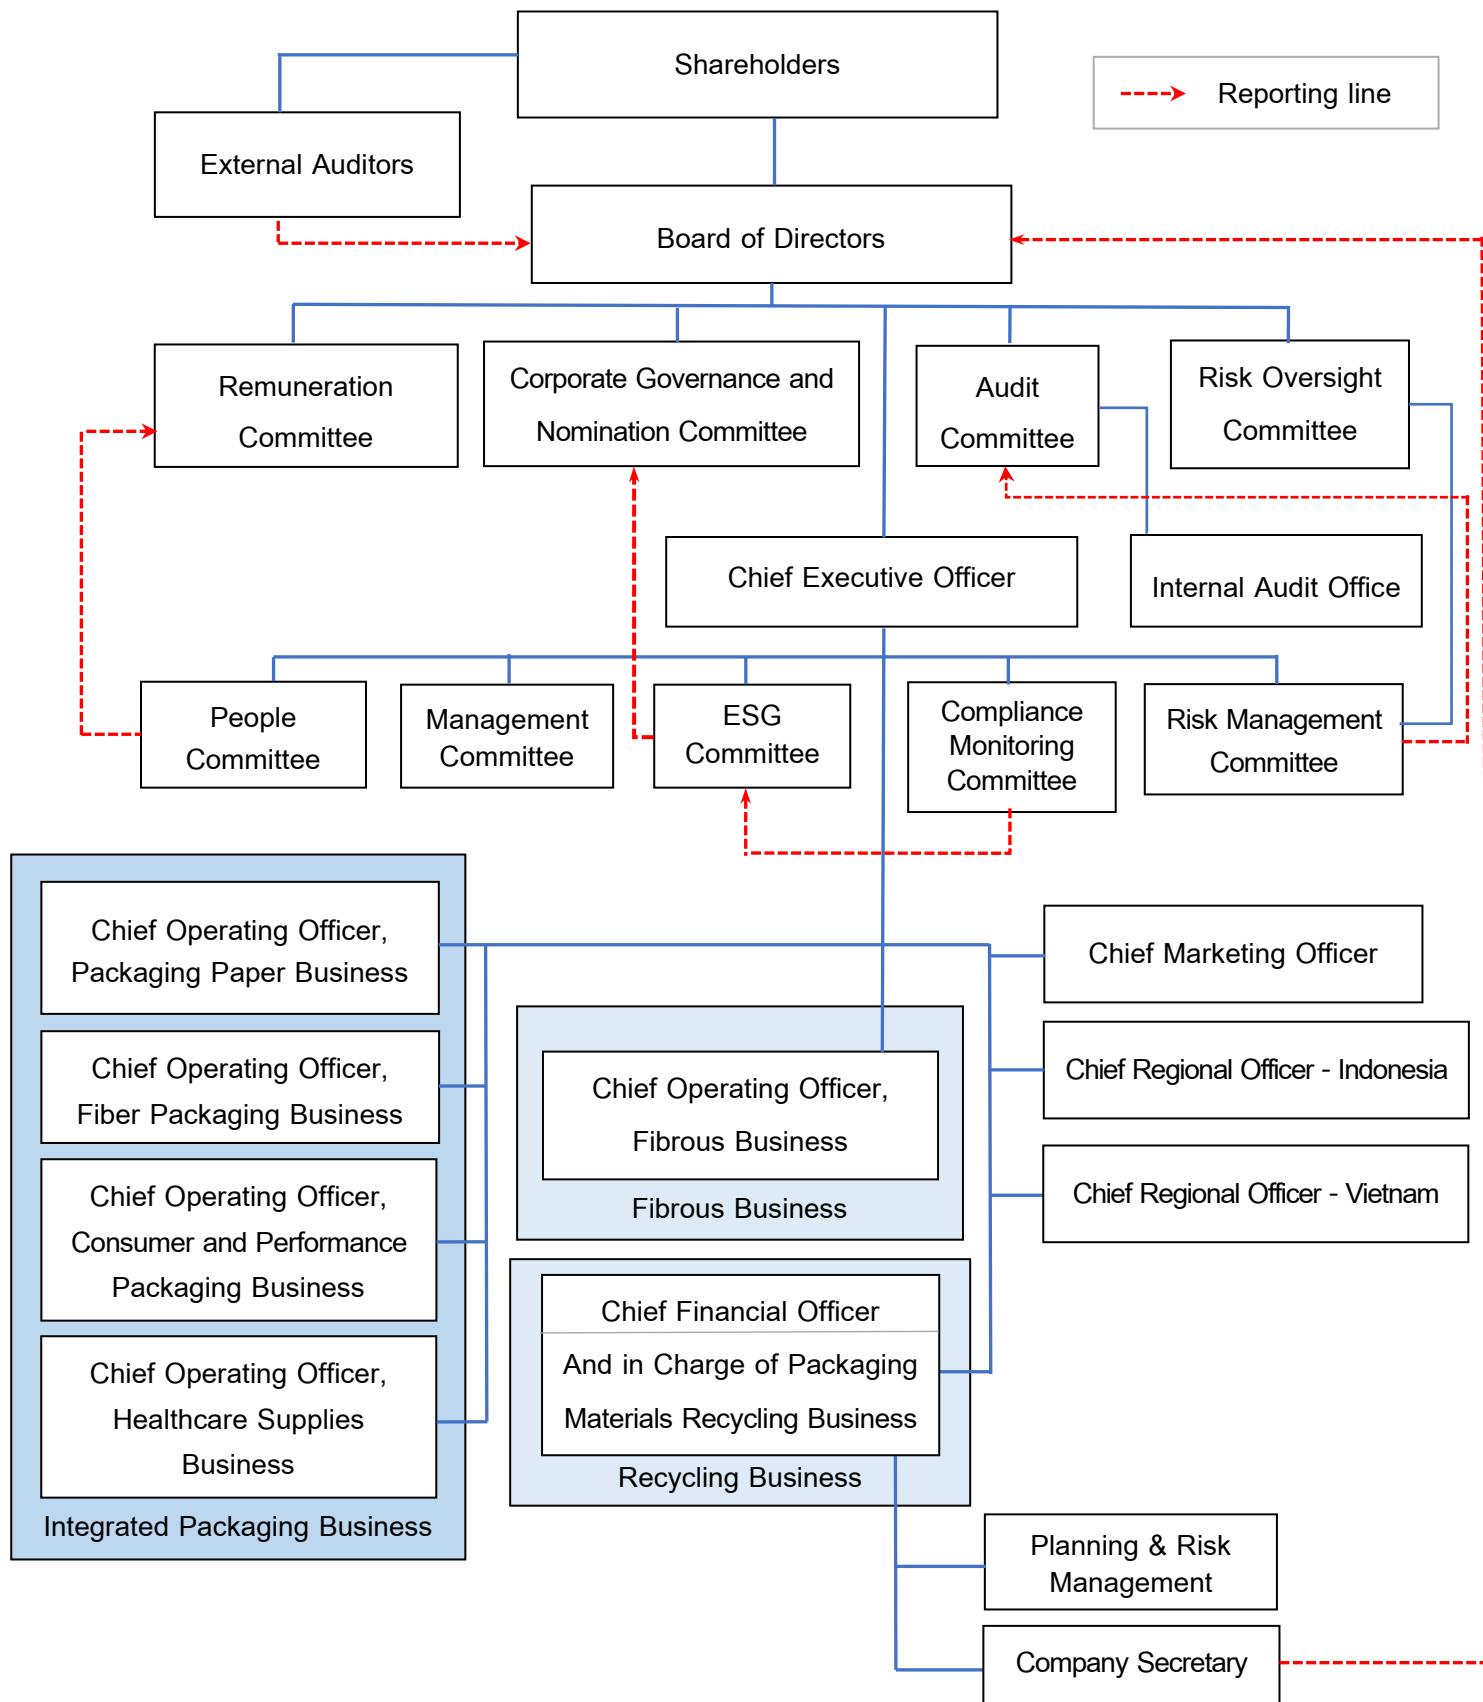 Shareholders
Reporting line
External Auditors
Board of Directors
Remuneration
Committee
Corporate Governance and
Nomination Committee
Audit
Committee
Risk Oversight
Committee
Chief Executive Officer
Internal Audit Office
People
Committee
Management
Committee
ESG
Committee
Compliance
Monitoring
Committee
Risk Management
Committee
Chief Operating Officer,
Packaging Paper Business
Chief Operating Officer,
Fiber Packaging Business
Chief Operating Officer,
Consumer and Performance
Packaging Business
Chief Operating Officer,
Healthcare Supplies
Business
Integrated Packaging Business
Chief Operating Officer,
Fibrous Business
Fibrous Business
Chief Financial Officer
And in Charge of Packaging
Materials Recycling Business
Recycling Business
Chief Marketing Officer
Chief Regional Officer - Indonesia
Chief Regional Officer - Vietnam
Planning & Risk
Management
Company Secretary